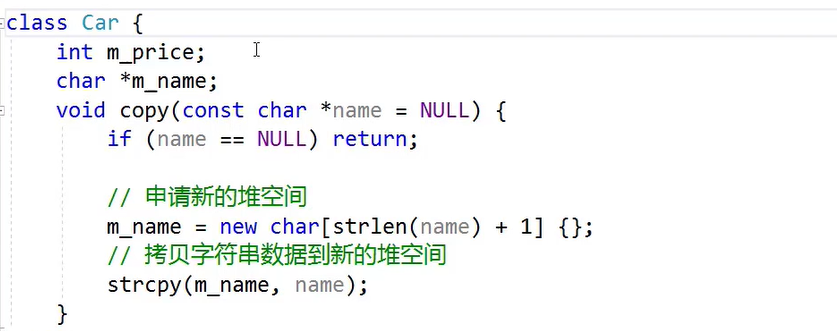 class Car {
    int m_price;
    char *m_name;
    void copy(const char *name = NULL) {
        if (name == NULL) return;

        // 申请新的堆空间
        m_name = new char[strlen(name) + 1] {};
        // 拷贝字符串数据到新的堆空间
        strcpy(m_name, name);
    }